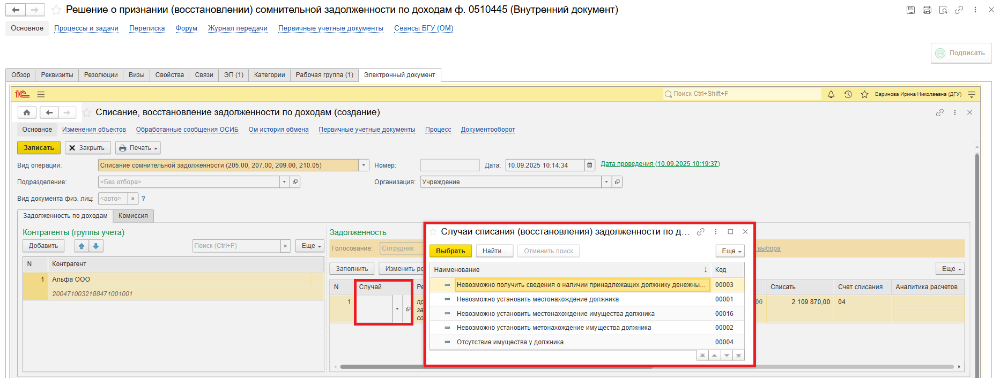 Решение о признании (восстановлении) сомнительной задолженности по доходам ф. 0510445 (Внутренний документ)
Основное Процессы и задачи Переписка Форум Журнал передачи Первичные учетные документы Сеансы БГУ (ОМ)
Подписать
Обзор Реквизиты Резолюции Визы Свойства Связи ЭП (1) Категории Рабочая группа (1) Электронный документ
1С Поиск Ctrl+Shift+F Баринова Ирина Николаевна (ДГУ)
Списание, восстановление задолженности по доходам (создание)
Основное Изменения объектов Обработанные сообщения ОСИБ Ом история обмена Первичные учетные документы Процесс Документооборот
Записать Закрыть Печать
Вид операции: Списание сомнительной задолженности (205.00, 207.00, 209.00, 210.05) Номер: Дата: 10.09.2025 10:14:34 Дата проведения (10.09.2025 10:19:37)
Подразделение: <Без отбора> Организация: Учреждение
Вид документа физ. лиц: <авто> × ?
Задолженность по доходам Комиссия
Контрагенты (группы учета)
Добавить Поиск (Ctrl+F) × Еще
N Контрагент
1 Альфа ООО
2004710032188471001001
Задолженность
Голосование: Сотрудник выбора
Заполнить Изменить ре Еще
N Случай Ре Списать Счет списания Аналитика расчетов
1 пр 00 2 109 870,00 04
за
со
Случаи списания (восстановления) задолженности по д...
Выбрать Найти... Отменить поиск Еще
Наименование ↓ Код
Невозможно получить сведения о наличии принадлежащих должнику денежны... 00003
Невозможно установить местонахождение должника 00001
Невозможно установить местонахождение имущества должника 00016
Невозможно установить метонахождение имущества должника 00002
Отсутствие имущества у должника 00004